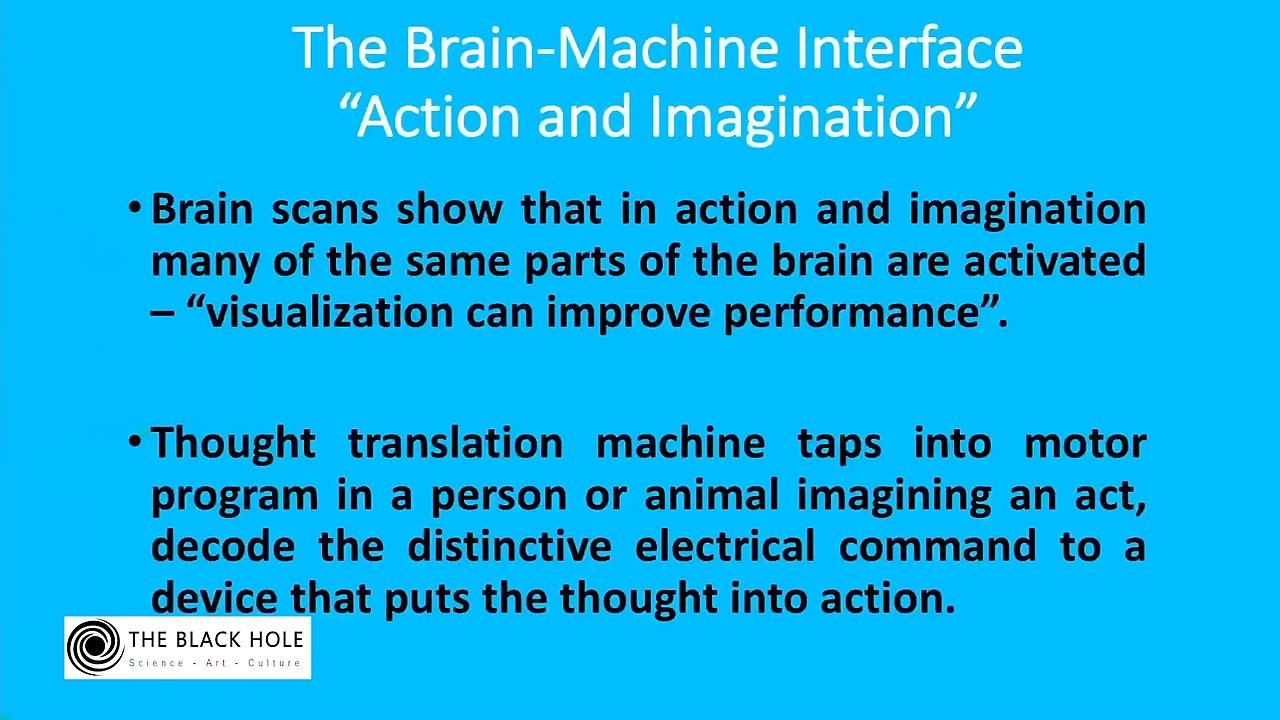 The Brain-Machine Interface
“Action and Imagination”
• Brain scans show that in action and imagination
many of the same parts of the brain are activated
– “visualization can improve performance”.
• Thought translation machine taps into motor
program in a person or animal imagining an act,
decode the distinctive electrical command to a
device that puts the thought into action.
THE BLACK HOLE
Science - Art - Culture